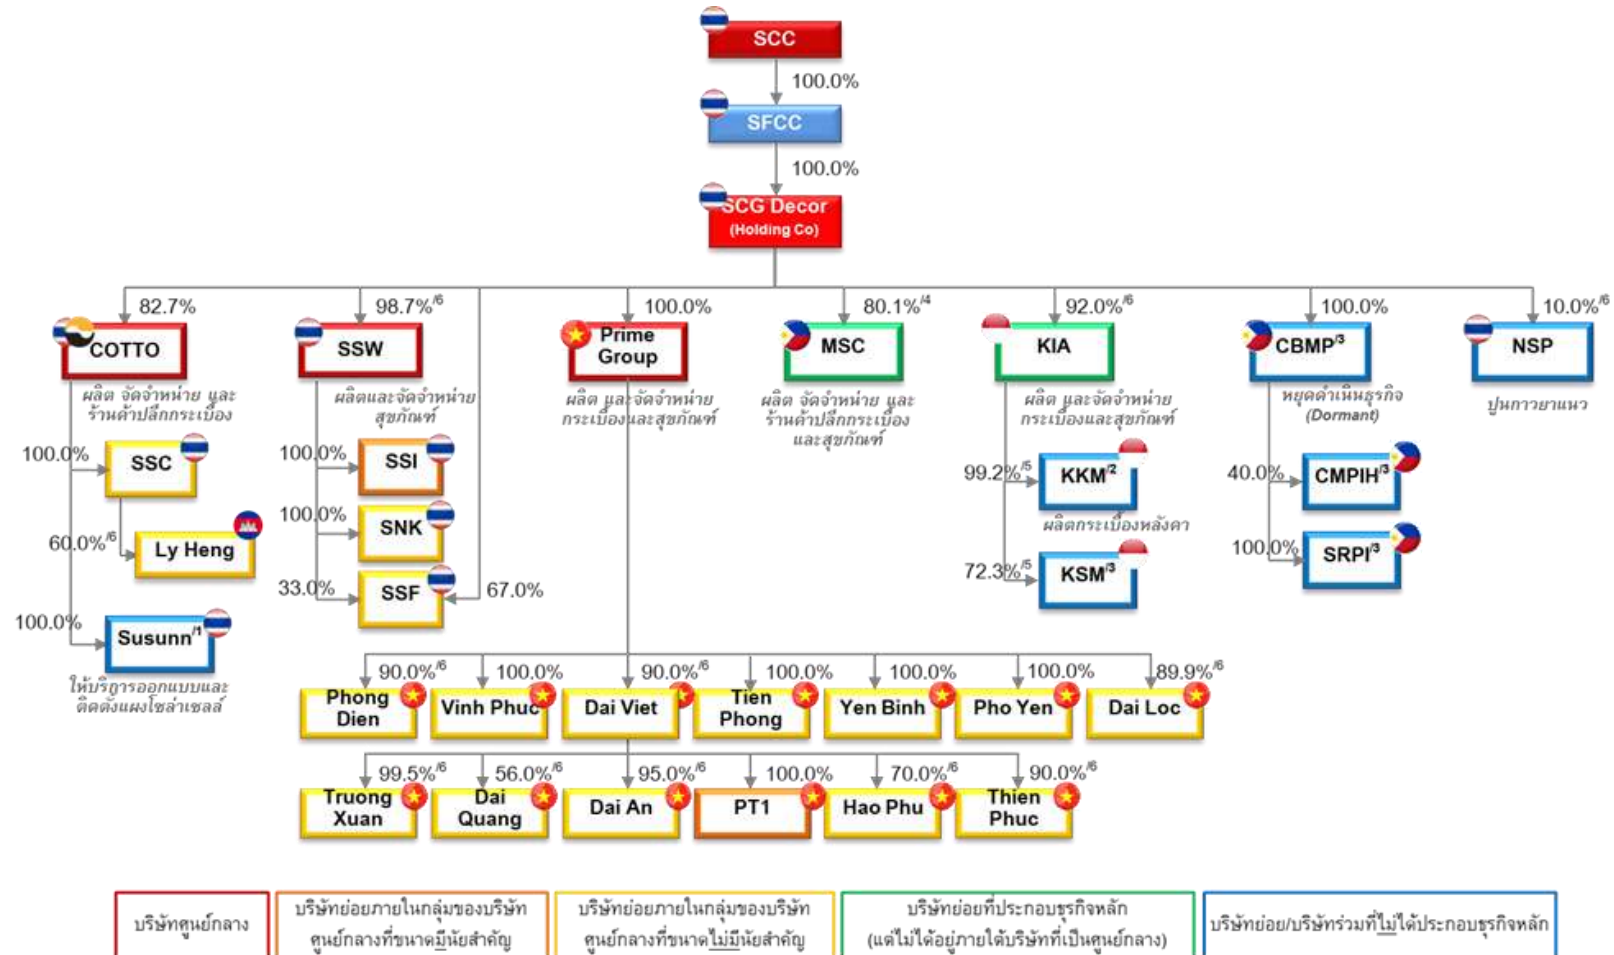 SCC
100.0%
SFCC
100.0%
SCG Decor
(Holding Co)
82.7%
98.7%/6
100.0%
80.1%/4
92.0%/6
100.0%
10.0%/6
COTTO
SSW
Prime
Group
MSC
KIA
CBMP/3
NSP
ผลิต จัดจำหน่าย และ
ร้านค้าปลีกกระเบื้อง
ผลิตและจัดจำหน่าย
สุขภัณฑ์
ผลิต และจัดจำหน่าย
กระเบื้องและสุขภัณฑ์
ผลิต จัดจำหน่าย และ
ร้านค้าปลีกกระเบื้อง
และสุขภัณฑ์
ผลิต และจัดจำหน่าย
กระเบื้องและสุขภัณฑ์
หยุดดำเนินธุรกิจ
(Dormant)
ปูนกาวยาแนว
100.0%
SSC
60.0%/6
Ly Heng
100.0%
Susunn/1
ให้บริการออกแบบและ
ติดตั้งแผงโซล่าเซลล์
100.0%
SSI
100.0%
SNK
33.0%
SSF
67.0%
99.2%/5
KKM/2
ผลิตกระเบื้องหลังคา
72.3%/5
KSM/3
40.0%
CMPIH/3
100.0%
SRPI/3
90.0%/6
100.0%
90.0%/6
100.0%
100.0%
100.0%
89.9%/6
Phong
Dien
Vinh Phuc
Dai Viet
Tien
Phong
Yen Binh
Pho Yen
Dai Loc
99.5%/6
56.0%/6
95.0%/6
100.0%
70.0%/6
90.0%/6
Truong
Xuan
Dai
Quang
Dai An
PT1
Hao Phu
Thien
Phuc
บริษัทศูนย์กลาง
บริษัทย่อยภายในกลุ่มของบริษัท
ศูนย์กลางที่ขนาดมีนัยสำคัญ
บริษัทย่อยภายในกลุ่มของบริษัท
ศูนย์กลางที่ขนาดไม่มีนัยสำคัญ
บริษัทย่อยที่ประกอบธุรกิจหลัก
(แต่ไม่ได้อยู่ภายใต้บริษัทที่เป็นศูนย์กลาง)
บริษัทย่อย/บริษัทร่วมที่ไม่ได้ประกอบธุรกิจหลัก